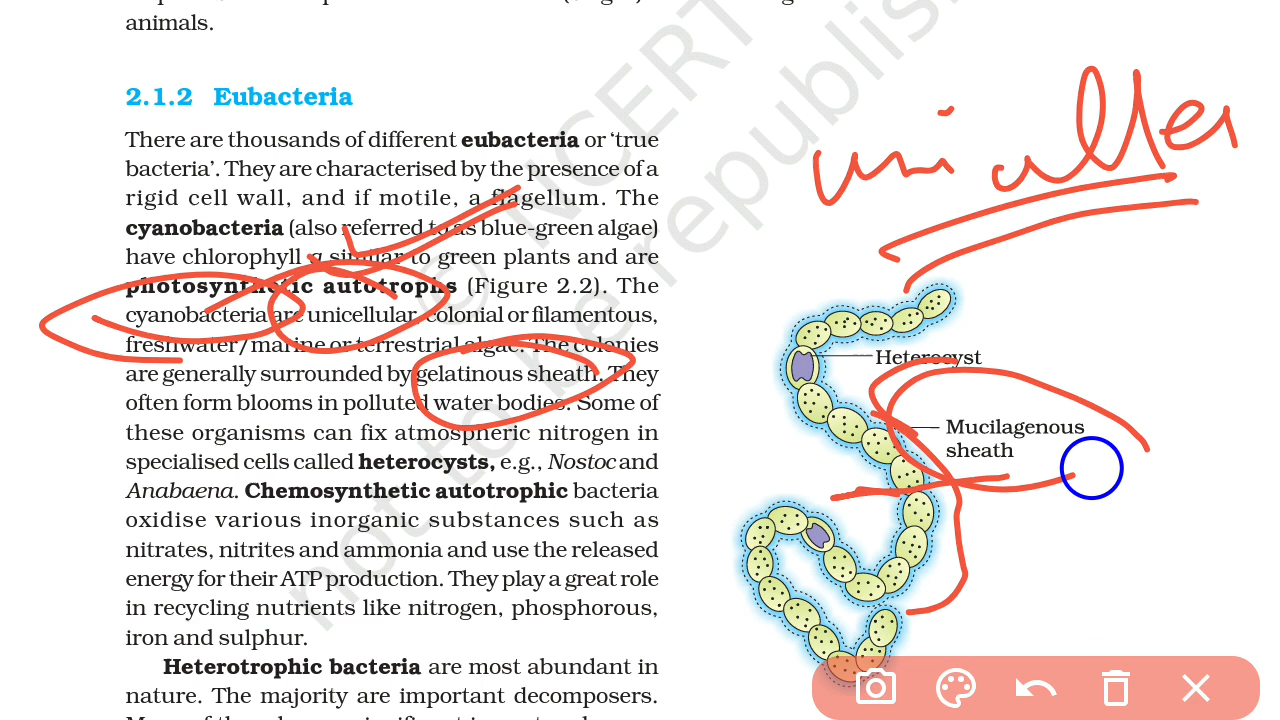 animals.
2.1.2 Eubacteria
There are thousands of different eubacteria or ‘true
bacteria’. They are characterised by the presence of a
rigid cell wall, and if motile, a flagellum. The
cyanobacteria (also referred to as blue-green algae)
have chlorophyll a similar to green plants and are
photosynthetic autotrophs (Figure 2.2). The
cyanobacteria are unicellular, colonial or filamentous,
freshwater/marine or terrestrial algae. The colonies
are generally surrounded by gelatinous sheath. They
often form blooms in polluted water bodies. Some of
these organisms can fix atmospheric nitrogen in
specialised cells called heterocysts, e.g., Nostoc and
Anabaena. Chemosynthetic autotrophic bacteria
oxidise various inorganic substances such as
nitrates, nitrites and ammonia and use the released
energy for their ATP production. They play a great role
in recycling nutrients like nitrogen, phosphorous,
iron and sulphur.
Heterotrophic bacteria are most abundant in
nature. The majority are important decomposers.
Heterocyst
Mucilagenous
sheath
© NCERT
not to be republish